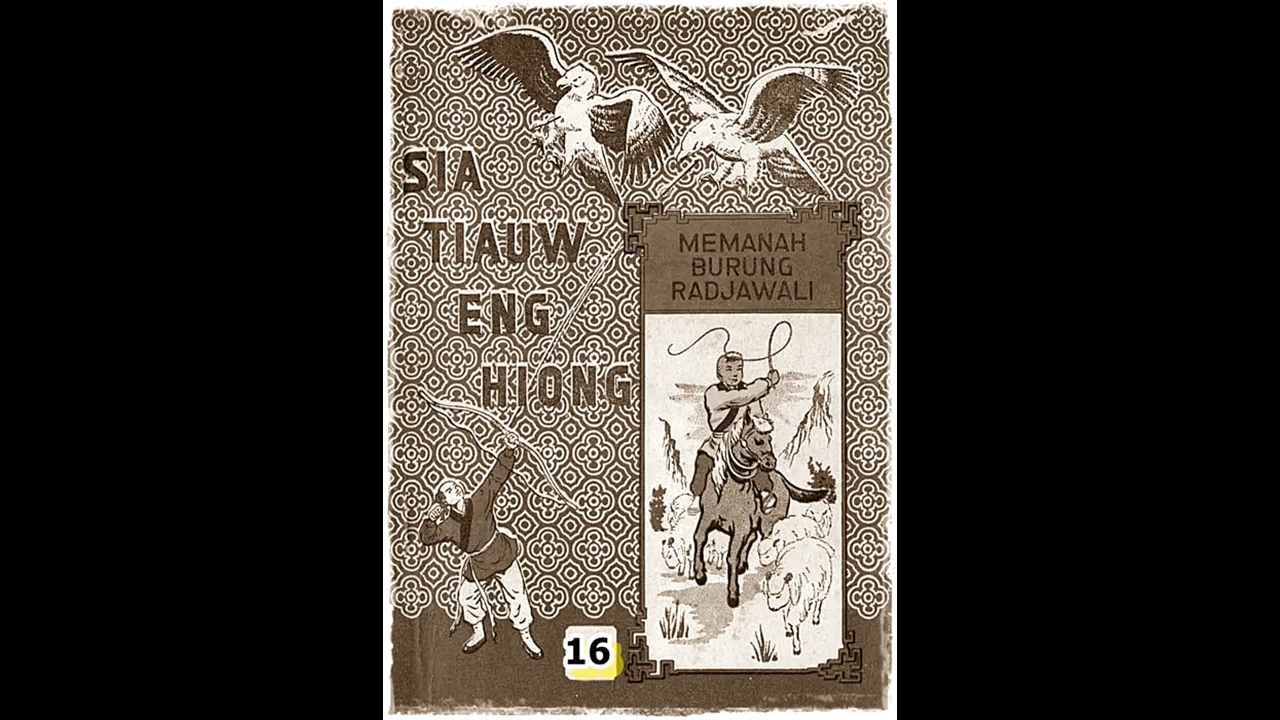 SIA
TIAUW
ENG
HIONG
MEMANAH
BURUNG
RADJAWALI
16